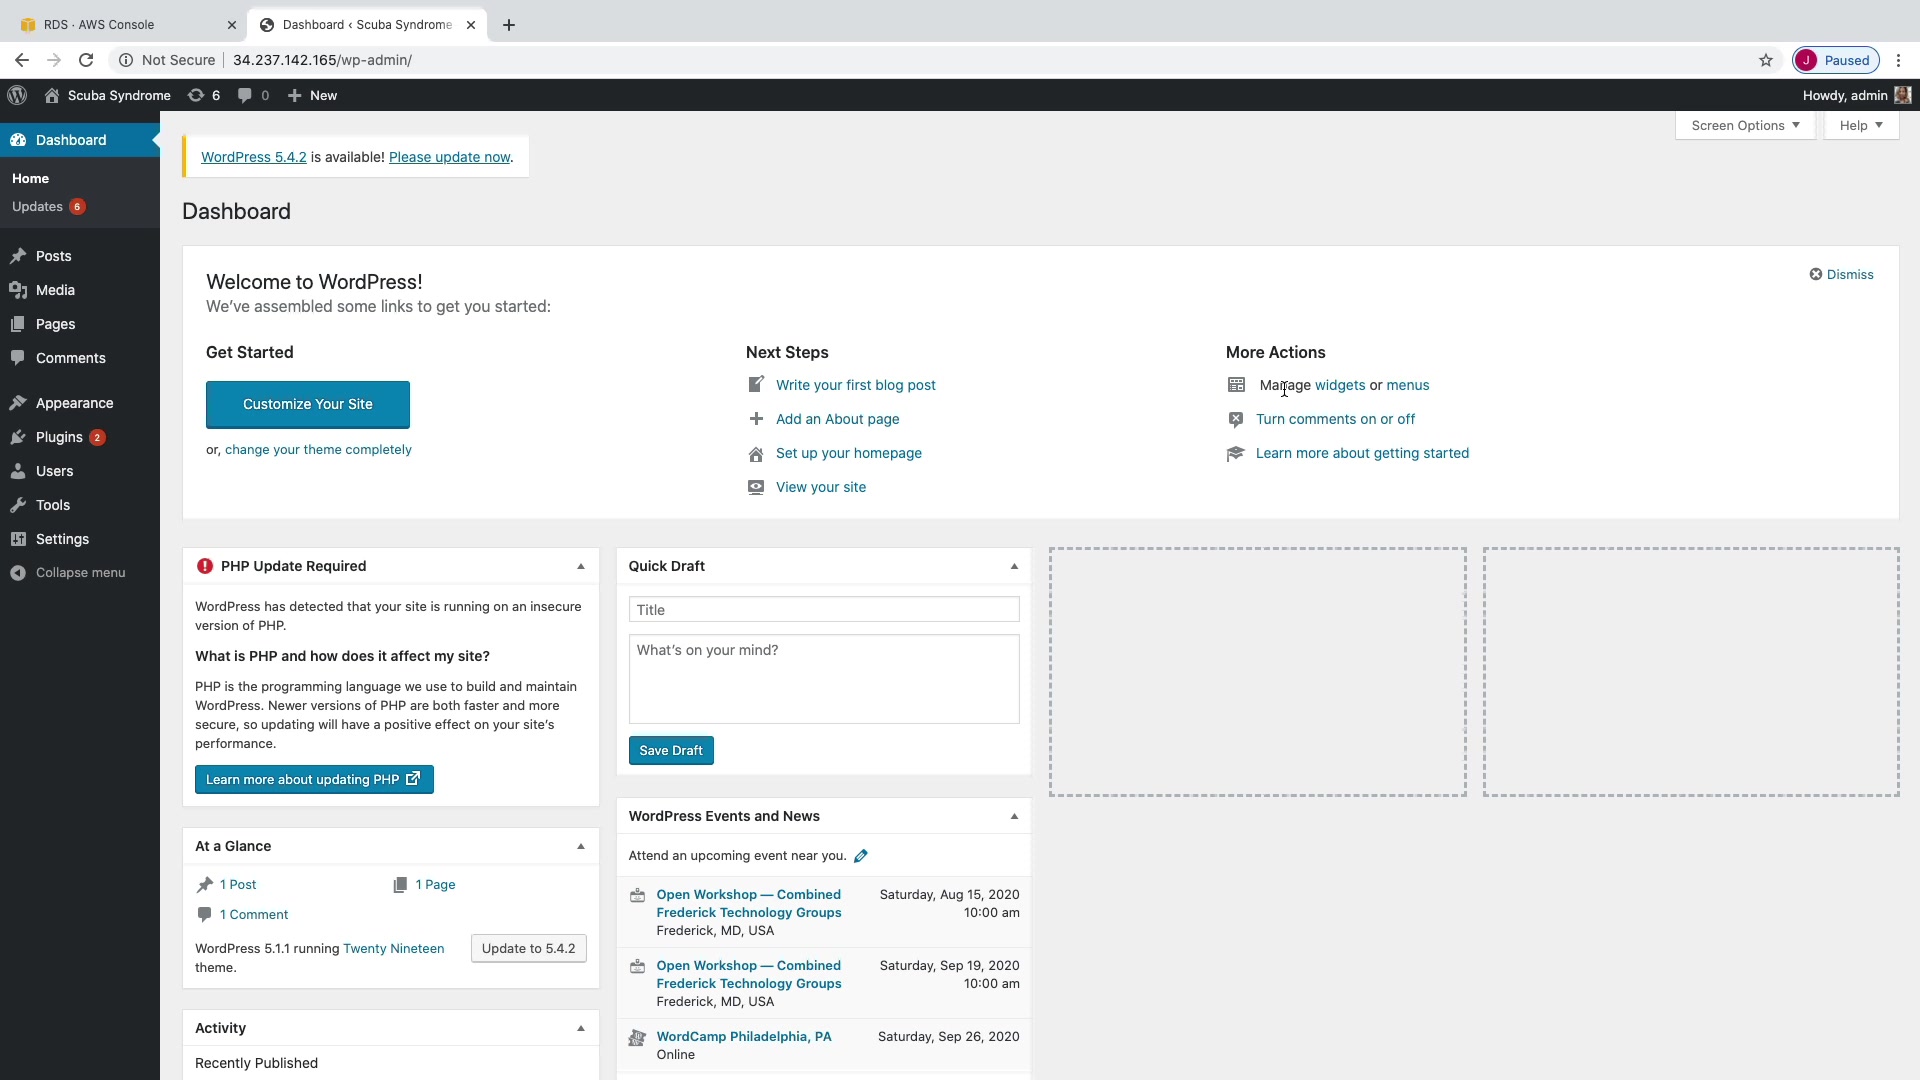 RDS · AWS Console
Dashboard ‹ Scuba Syndrome
Not Secure
34.237.142.165/wp-admin/
J
Paused
Scuba Syndrome
6
0
New
Howdy, admin
Dashboard
Home
Updates 6
Posts
Media
Pages
Comments
Appearance
Plugins 2
Users
Tools
Settings
Collapse menu
Screen Options
Help
WordPress 5.4.2 is available! Please update now.
Dashboard
Welcome to WordPress!
We’ve assembled some links to get you started:
Dismiss
Get Started
Customize Your Site
or, change your theme completely
Next Steps
Write your first blog post
Add an About page
Set up your homepage
View your site
More Actions
Manage widgets or menus
Turn comments on or off
Learn more about getting started
PHP Update Required
WordPress has detected that your site is running on an insecure
version of PHP.
What is PHP and how does it affect my site?
PHP is the programming language we use to build and maintain
WordPress. Newer versions of PHP are both faster and more
secure, so updating will have a positive effect on your site’s
performance.
Learn more about updating PHP
At a Glance
1 Post
1 Page
1 Comment
WordPress 5.1.1 running Twenty Nineteen
theme.
Update to 5.4.2
Activity
Recently Published
Quick Draft
Title
What’s on your mind?
Save Draft
WordPress Events and News
Attend an upcoming event near you.
Open Workshop — Combined
Frederick Technology Groups
Frederick, MD, USA
Saturday, Aug 15, 2020
10:00 am
Open Workshop — Combined
Frederick Technology Groups
Frederick, MD, USA
Saturday, Sep 19, 2020
10:00 am
WordCamp Philadelphia, PA
Online
Saturday, Sep 26, 2020